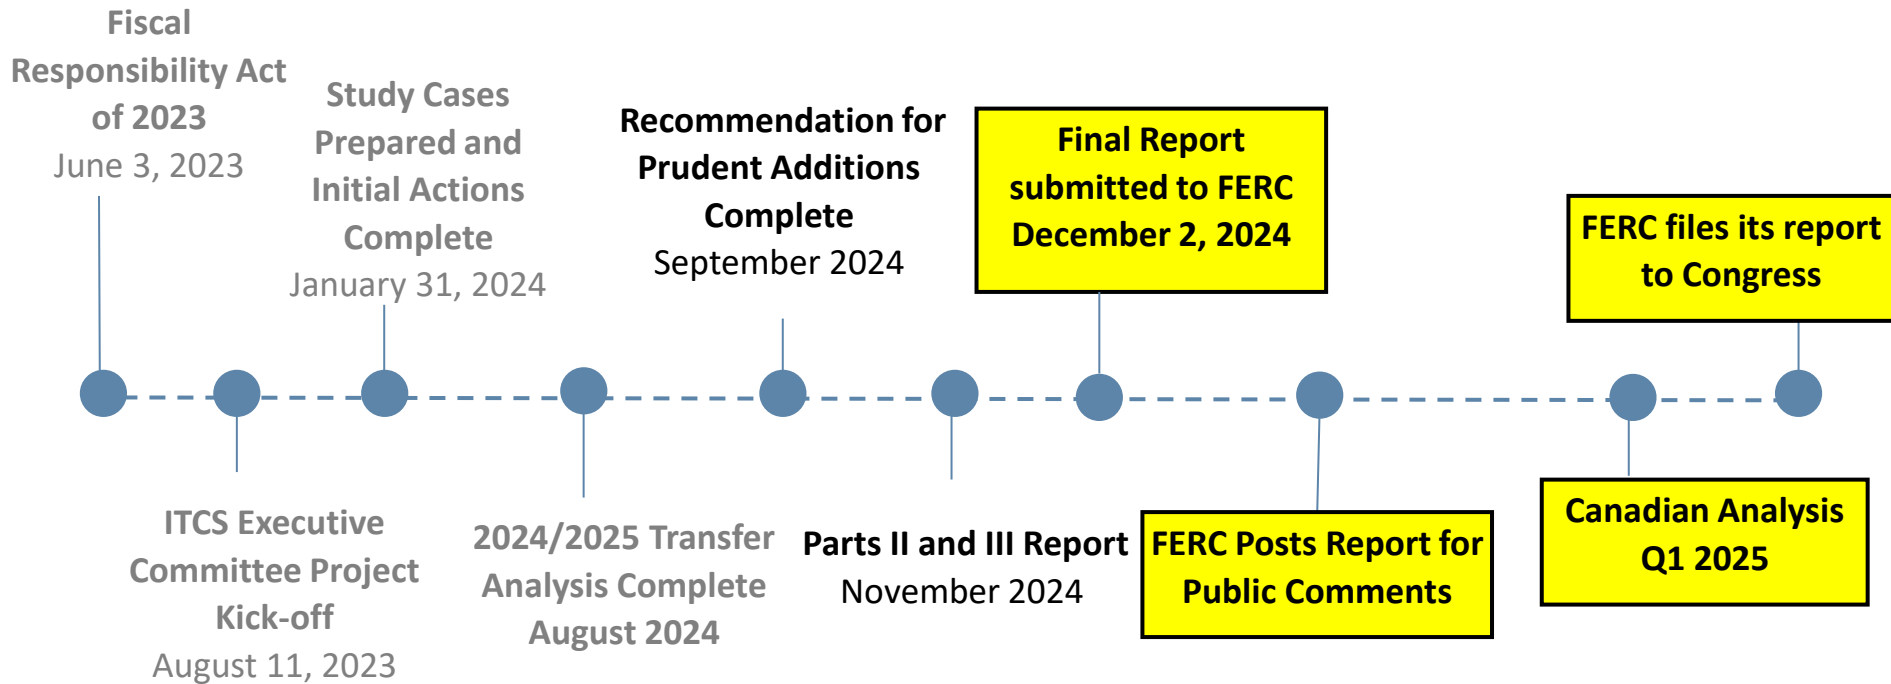 Fiscal
Responsibility Act
of 2023
June 3, 2023
ITCS Executive
Committee Project
Kick-off
August 11, 2023
Study Cases
Prepared and
Initial Actions
Complete
January 31, 2024
2024/2025 Transfer
Analysis Complete
August 2024
Recommendation for
Prudent Additions
Complete
September 2024
Parts II and III Report
November 2024
Final Report
submitted to FERC
December 2, 2024
FERC Posts Report for
Public Comments
Canadian Analysis
Q1 2025
FERC files its report
to Congress